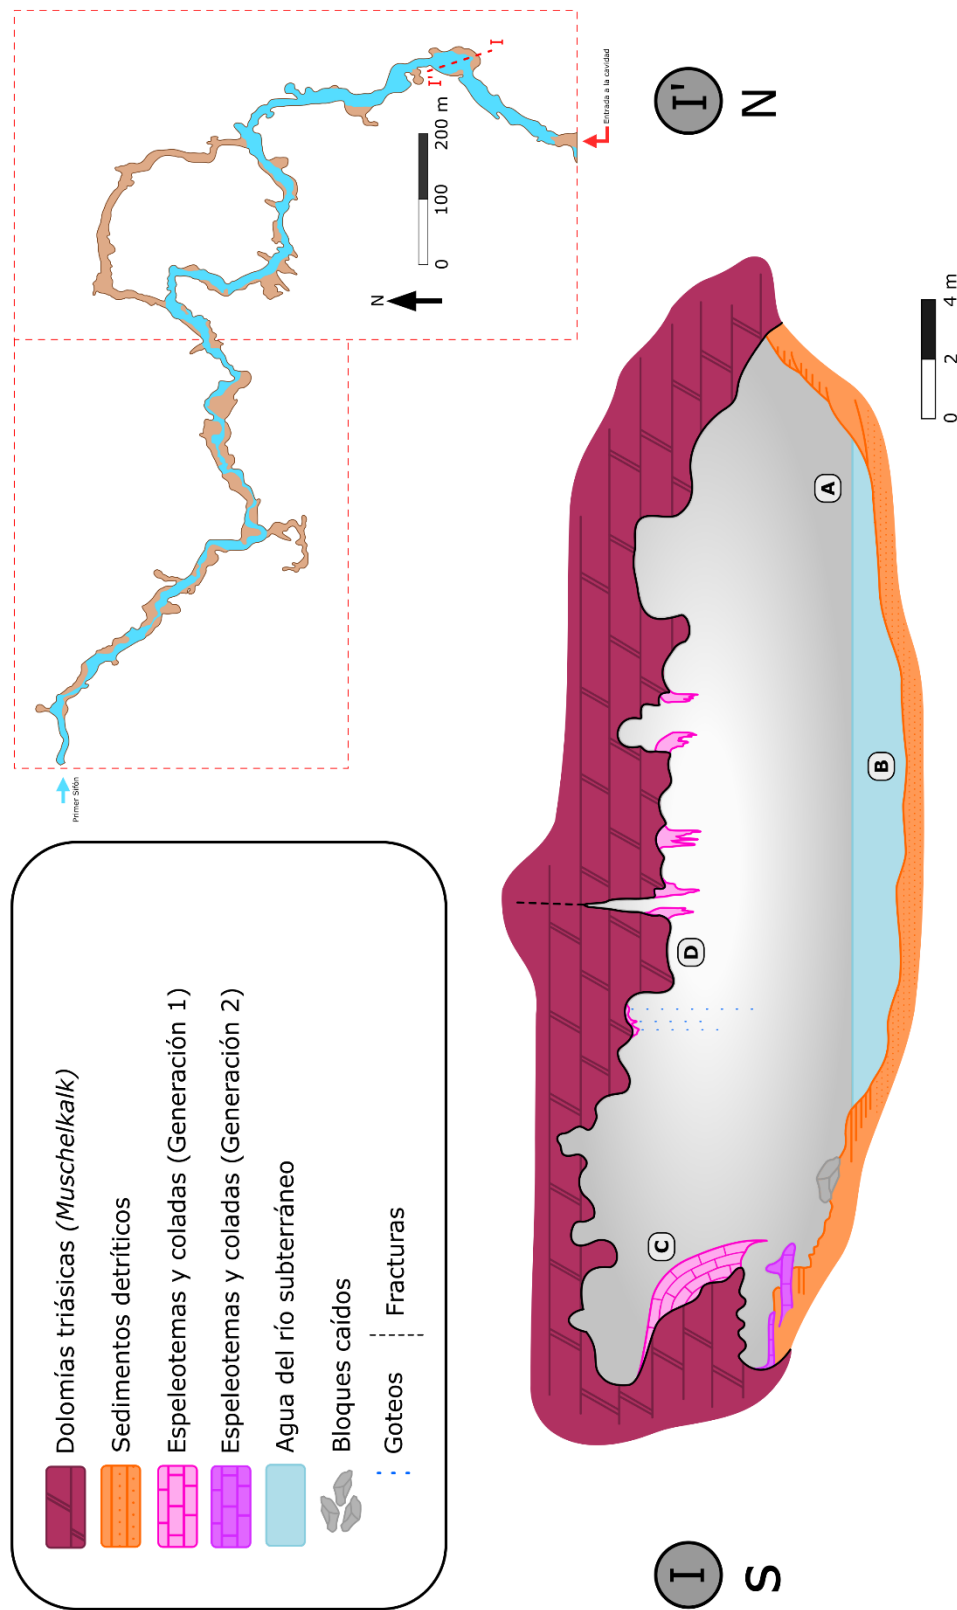 Dolomías triásicas (Muschelkalk)
Sedimentos detríticos
Espeleotemas y coladas (Generación 1)
Espeleotemas y coladas (Generación 2)
Agua del río subterráneo
Bloques caídos
Goteos
Fracturas
Primer Sifón
N
0 100 200 m
I'
I
Entrada a la cavidad
I
S
I'
N
A
B
C
D
0 2 4 m